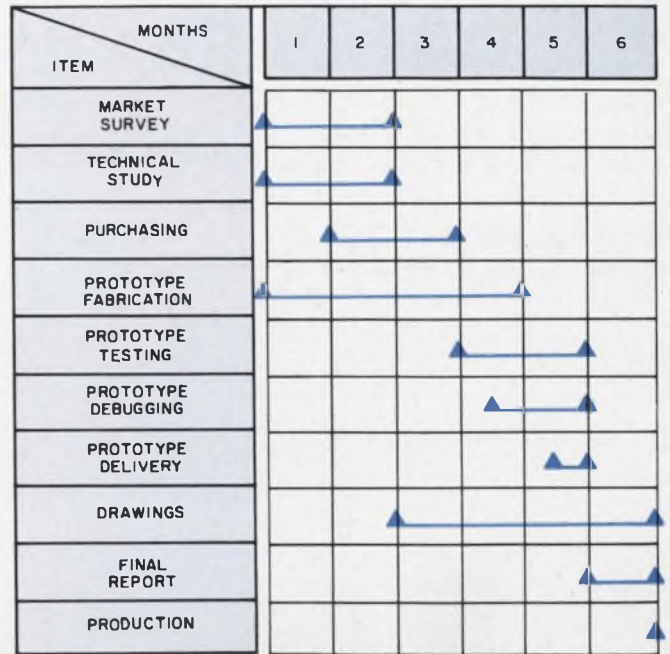 MONTHS
ITEM
1 2 3 4 5 6
MARKET
SURVEY
TECHNICAL
STUDY
PURCHASING
PROTOTYPE
FABRICATION
PROTOTYPE
TESTING
PROTOTYPE
DEBUGGING
PROTOTYPE
DELIVERY
DRAWINGS
FINAL
REPORT
PRODUCTION